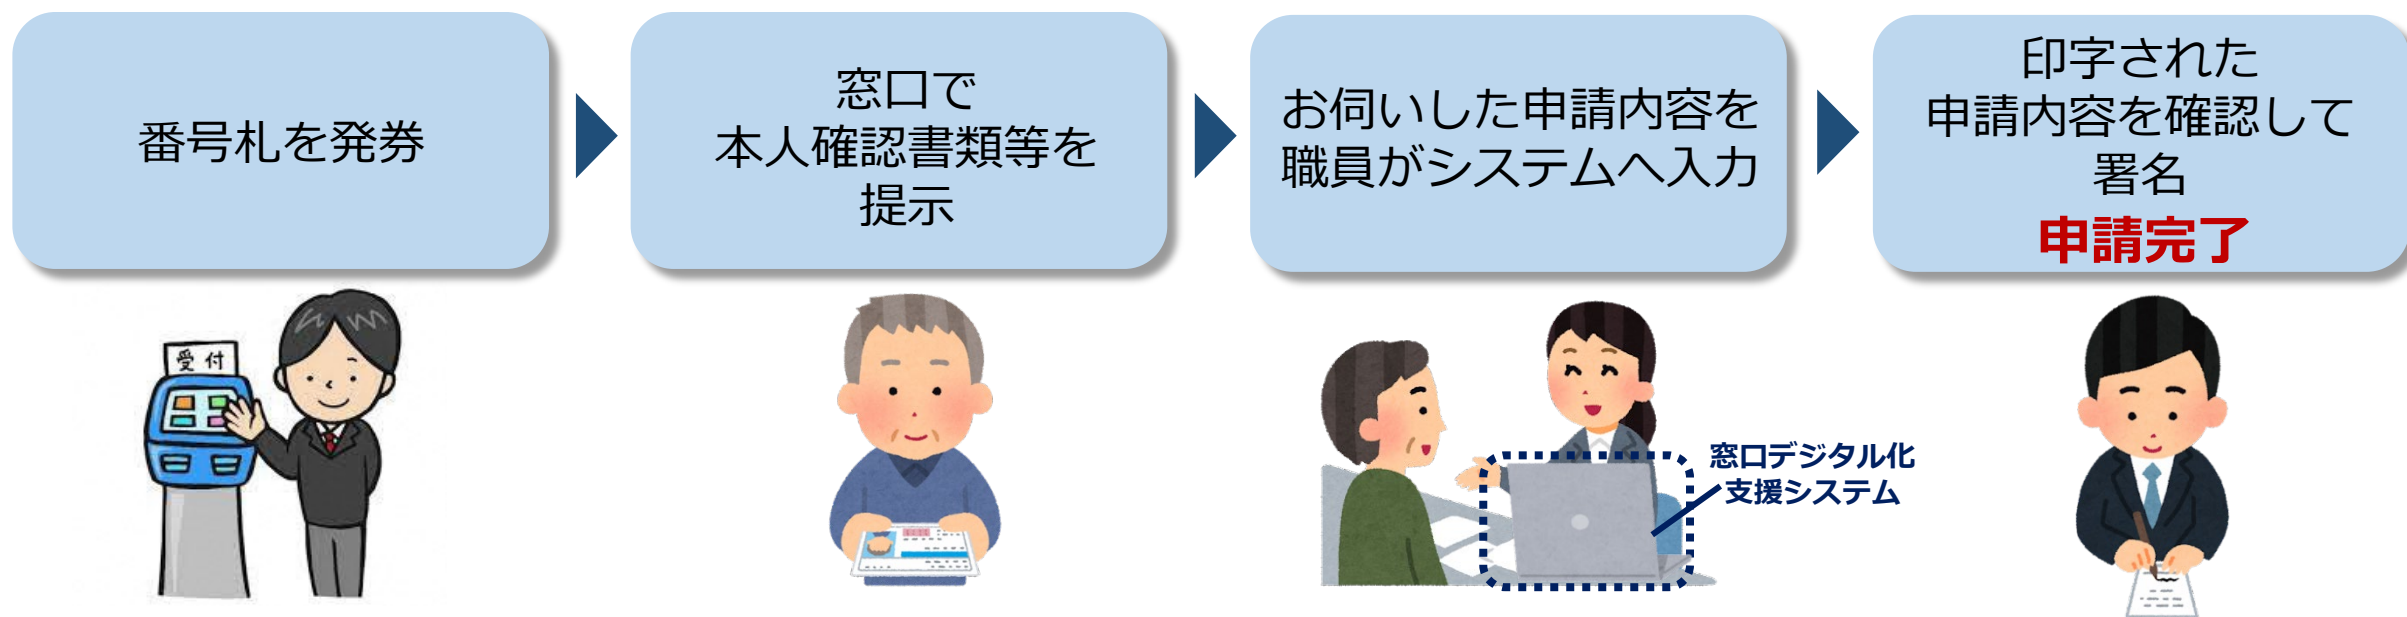 番号札を発券
窓口で
本人確認書類等を
提示
お伺いした申請内容を
職員がシステムへ入力
印字された
申請内容を確認して
署名
申請完了
受付
窓口デジタル化
支援システム